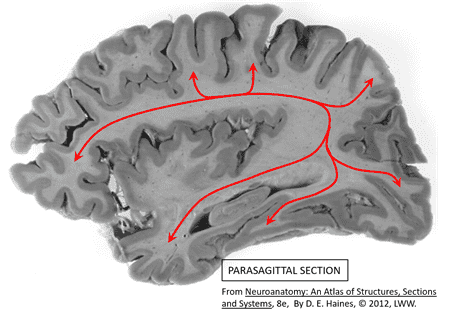 PARASAGITTAL SECTION
From Neuroanatomy: An Atlas of Structures, Sections
and Systems, 8e, By D. E. Haines, © 2012, LWW.